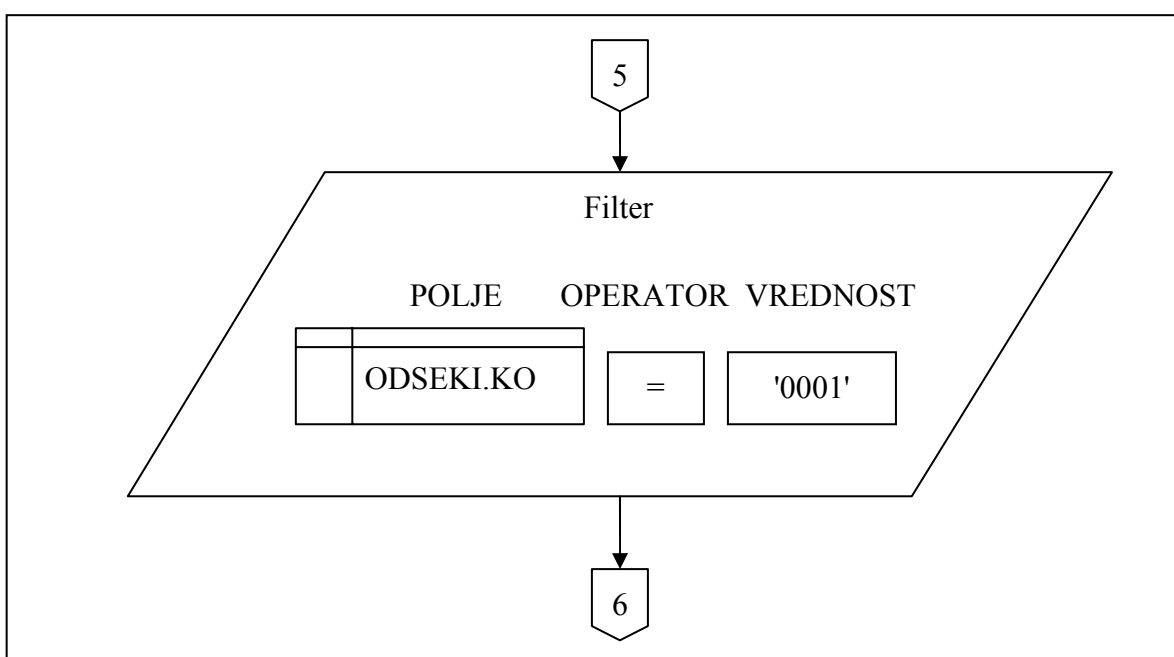 5
Filter
POLJE OPERATOR VREDNOST
ODSEKI.KO = '0001'
6